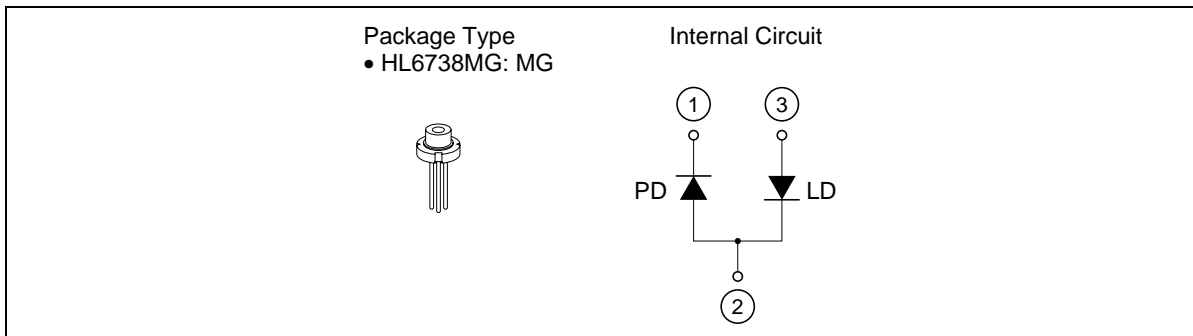 Package Type
• HL6738MG: MG
Internal Circuit
1
3
PD
LD
2